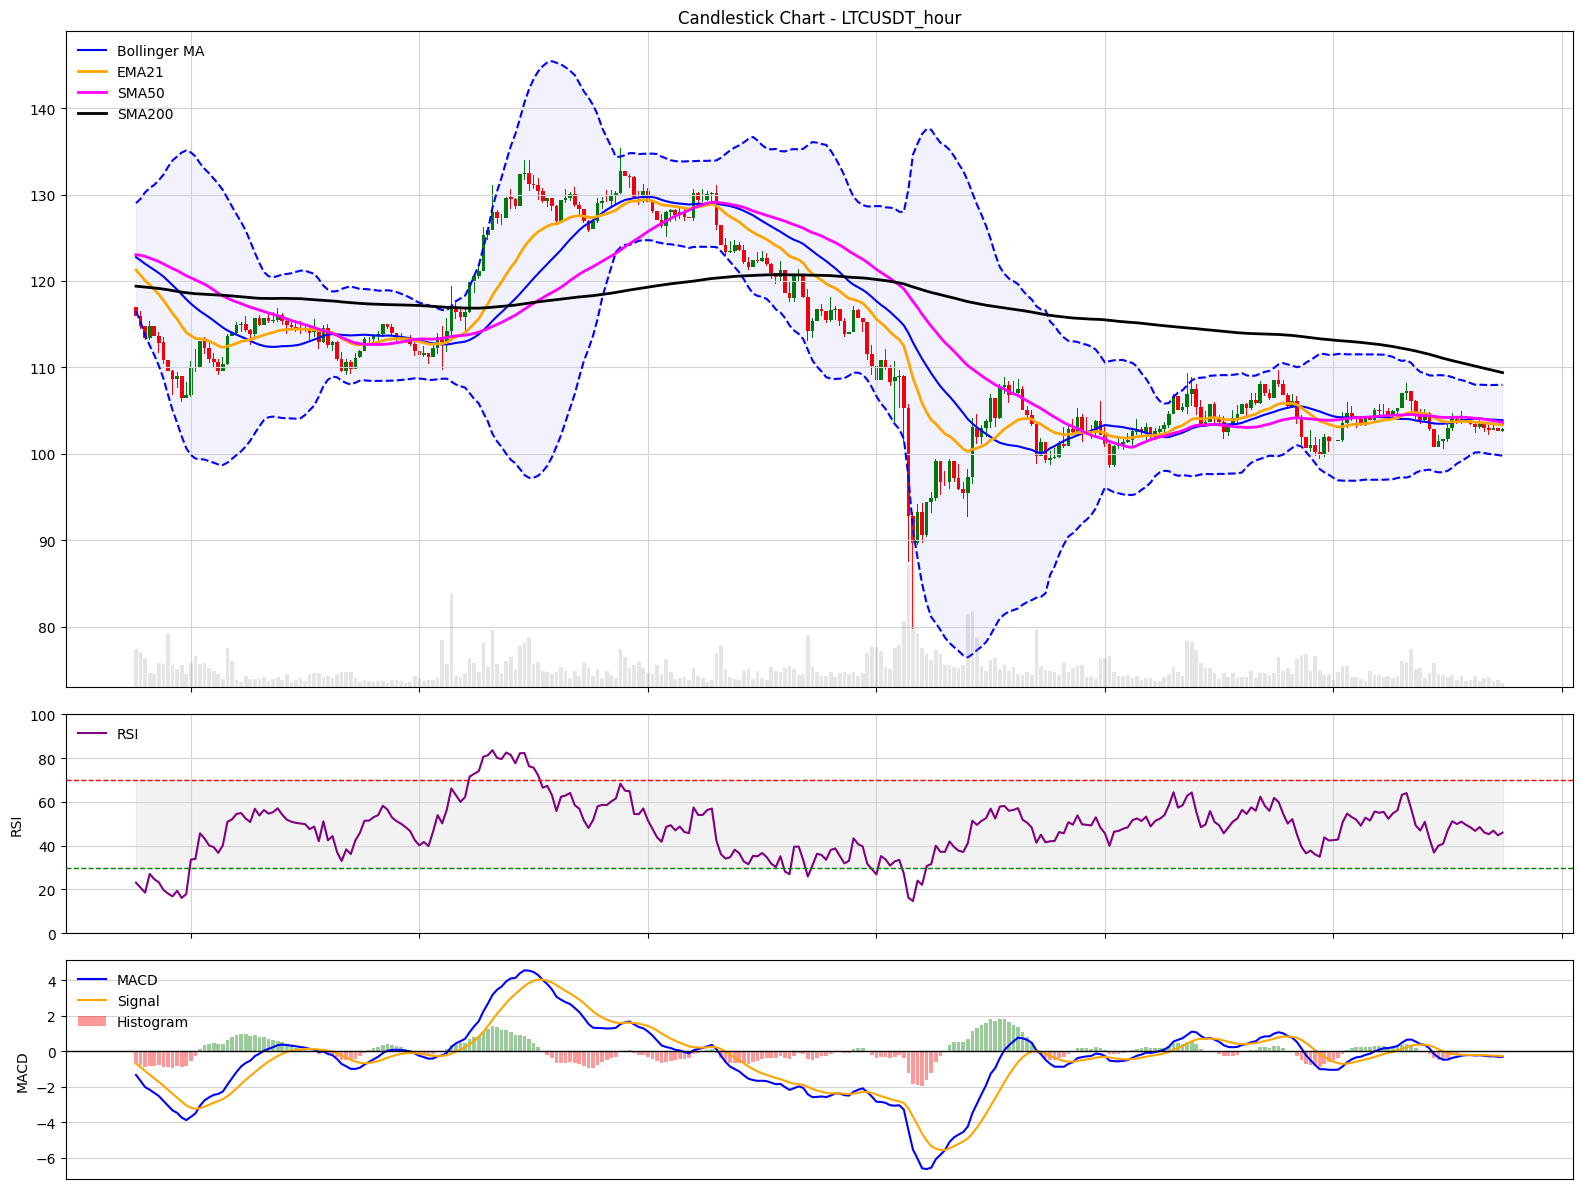 Candlestick Chart - LTCUSDT_hour
Bollinger MA
EMA21
SMA50
SMA200
140
130
120
110
100
90
80
RSI
100
80
60
40
20
0
RSI
MACD
Signal
Histogram
4
2
0
−2
−4
−6
MACD